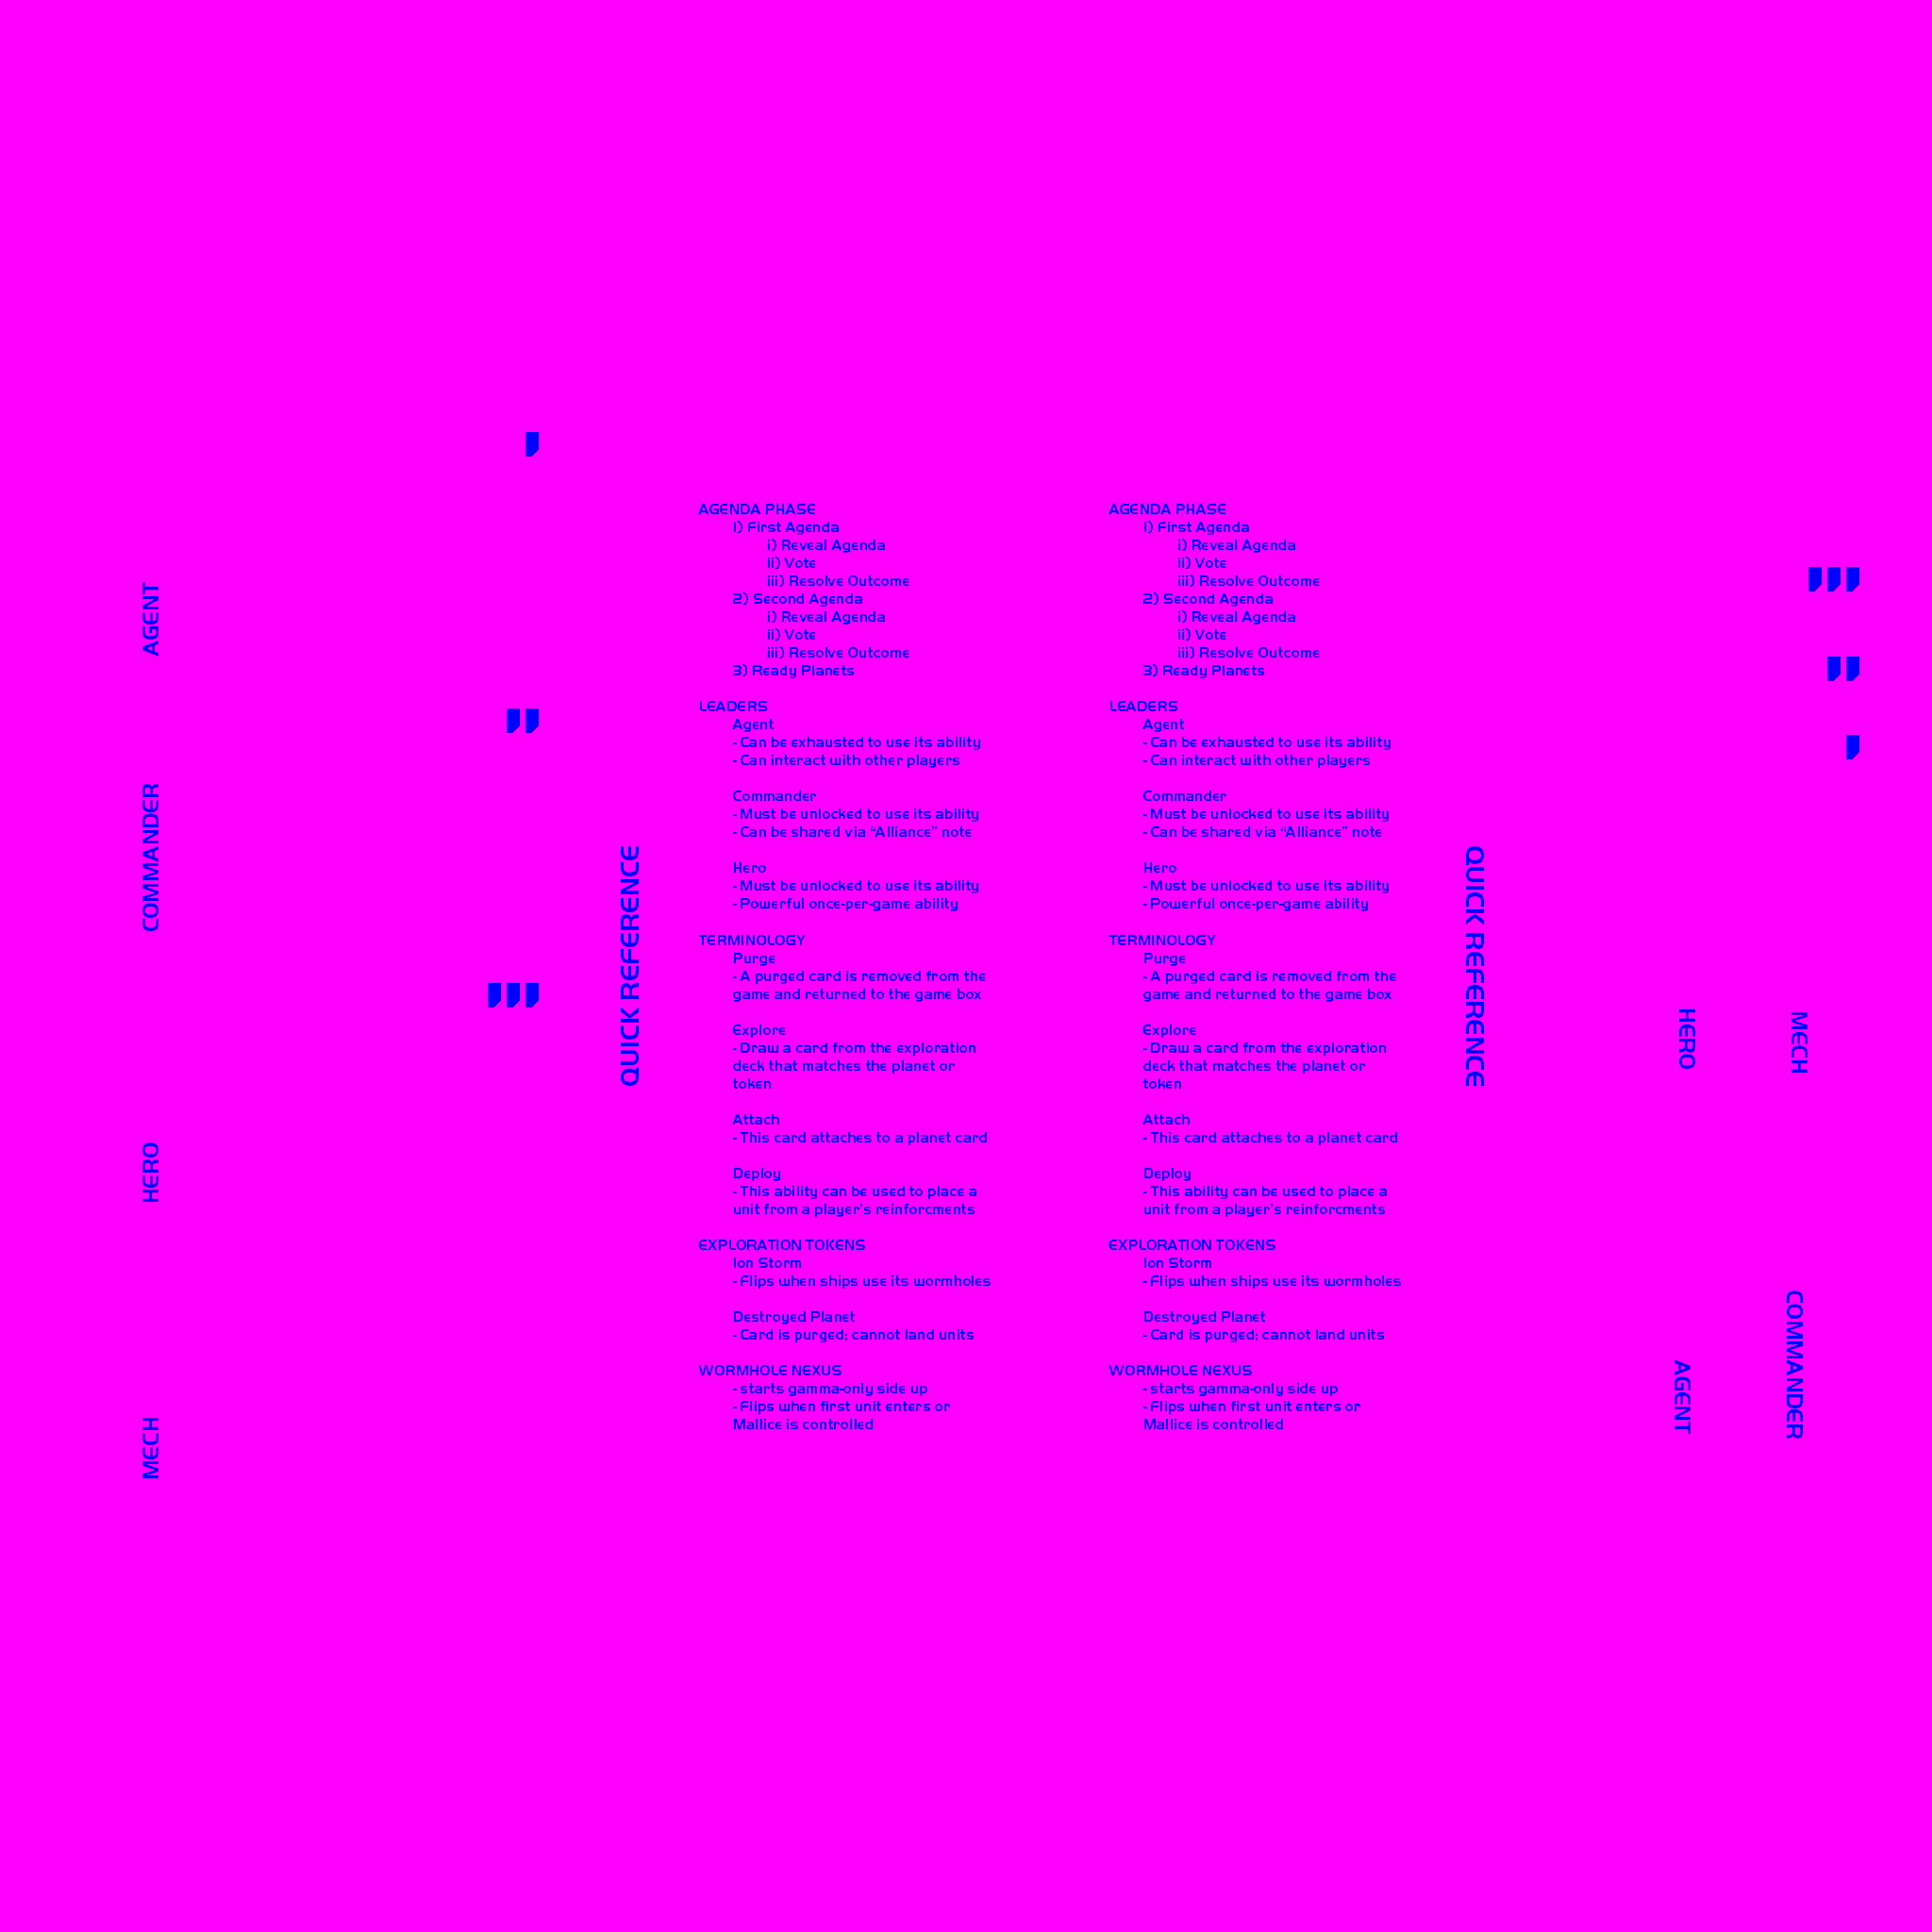 AGENT
COMMANDER
HERO
MECH
QUICK REFERENCE
AGENDA PHASE
1) First Agenda
i) Reveal Agenda
ii) Vote
iii) Resolve Outcome
2) Second Agenda
i) Reveal Agenda
ii) Vote
iii) Resolve Outcome
3) Ready Planets
LEADERS
Agent
- Can be exhausted to use its ability
- Can interact with other players
Commander
- Must be unlocked to use its ability
- Can be shared via “Alliance” note
Hero
- Must be unlocked to use its ability
- Powerful once-per-game ability
TERMINOLOGY
Purge
- A purged card is removed from the
game and returned to the game box
Explore
- Draw a card from the exploration
deck that matches the planet or
token
Attach
- This card attaches to a planet card
Deploy
- This ability can be used to place a
unit from a player's reinforcments
EXPLORATION TOKENS
Ion Storm
- Flips when ships use its wormholes
Destroyed Planet
- Card is purged; cannot land units
WORMHOLE NEXUS
- starts gamma-only side up
- Flips when first unit enters or
Mallice is controlled
AGENDA PHASE
1) First Agenda
i) Reveal Agenda
ii) Vote
iii) Resolve Outcome
2) Second Agenda
i) Reveal Agenda
ii) Vote
iii) Resolve Outcome
3) Ready Planets
LEADERS
Agent
- Can be exhausted to use its ability
- Can interact with other players
Commander
- Must be unlocked to use its ability
- Can be shared via “Alliance” note
Hero
- Must be unlocked to use its ability
- Powerful once-per-game ability
TERMINOLOGY
Purge
- A purged card is removed from the
game and returned to the game box
Explore
- Draw a card from the exploration
deck that matches the planet or
token
Attach
- This card attaches to a planet card
Deploy
- This ability can be used to place a
unit from a player's reinforcments
EXPLORATION TOKENS
Ion Storm
- Flips when ships use its wormholes
Destroyed Planet
- Card is purged; cannot land units
WORMHOLE NEXUS
- starts gamma-only side up
- Flips when first unit enters or
Mallice is controlled
QUICK REFERENCE
HERO
MECH
AGENT
COMMANDER